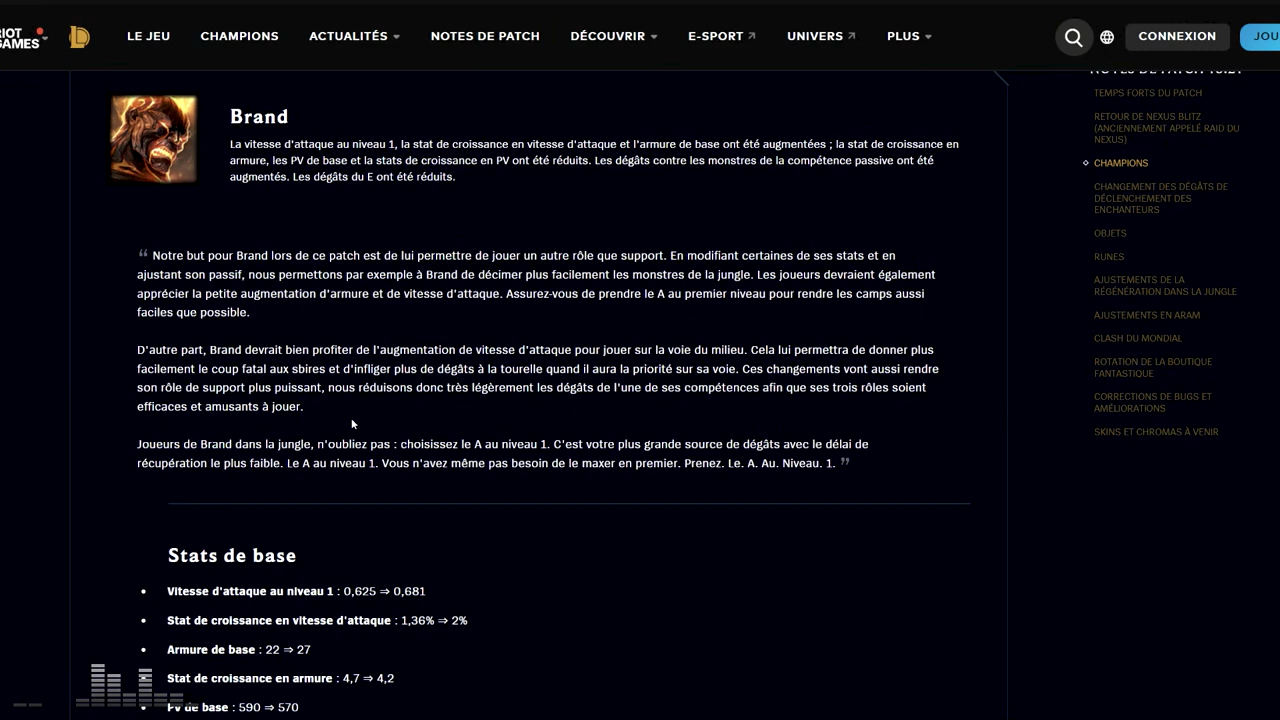 RIOT GAMES
LE JEU
CHAMPIONS
ACTUALITÉS
NOTES DE PATCH
DÉCOUVRIR
E-SPORT
UNIVERS
PLUS
CONNEXION
JOU
Brand
La vitesse d'attaque au niveau 1, la stat de croissance en vitesse d'attaque et l'armure de base ont été augmentées ; la stat de croissance en
armure, les PV de base et la stats de croissance en PV ont été réduits. Les dégâts contre les monstres de la compétence passive ont été
augmentés. Les dégâts du E ont été réduits.
“ Notre but pour Brand lors de ce patch est de lui permettre de jouer un autre rôle que support. En modifiant certaines de ses stats et en
ajustant son passif, nous permettons par exemple à Brand de décimer plus facilement les monstres de la jungle. Les joueurs devraient également
apprécier la petite augmentation d'armure et de vitesse d'attaque. Assurez-vous de prendre le A au premier niveau pour rendre les camps aussi
faciles que possible.
D'autre part, Brand devrait bien profiter de l'augmentation de vitesse d'attaque pour jouer sur la voie du milieu. Cela lui permettra de donner plus
facilement le coup fatal aux sbires et d'infliger plus de dégâts à la tourelle quand il aura la priorité sur sa voie. Ces changements vont aussi rendre
son rôle de support plus puissant, nous réduisons donc très légèrement les dégâts de l'une de ses compétences afin que ses trois rôles soient
efficaces et amusants à jouer.
Joueurs de Brand dans la jungle, n'oubliez pas : choisissez le A au niveau 1. C'est votre plus grande source de dégâts avec le délai de
récupération le plus faible. Le A au niveau 1. Vous n'avez même pas besoin de le maxer en premier. Prenez. Le. A. Au. Niveau. 1. ”
Stats de base
• Vitesse d'attaque au niveau 1 : 0,625 ⇒ 0,681
• Stat de croissance en vitesse d'attaque : 1,36% ⇒ 2%
• Armure de base : 22 ⇒ 27
• Stat de croissance en armure : 4,7 ⇒ 4,2
• PV de base : 590 ⇒ 570
NOTES DE PATCH
TEMPS FORTS DU PATCH
RETOUR DE NEXUS BLITZ
(ANCIENNEMENT APPELÉ RAID DU
NEXUS)
CHAMPIONS
CHANGEMENT DES DÉGÂTS DE
DÉCLENCHEMENT DES
ENCHANTEURS
OBJETS
RUNES
AJUSTEMENTS DE LA
RÉGÉNÉRATION DANS LA JUNGLE
AJUSTEMENTS EN ARAM
CLASH DU MONDIAL
ROTATION DE LA BOUTIQUE
FANTASTIQUE
CORRECTIONS DE BUGS ET
AMÉLIORATIONS
SKINS ET CHROMAS À VENIR